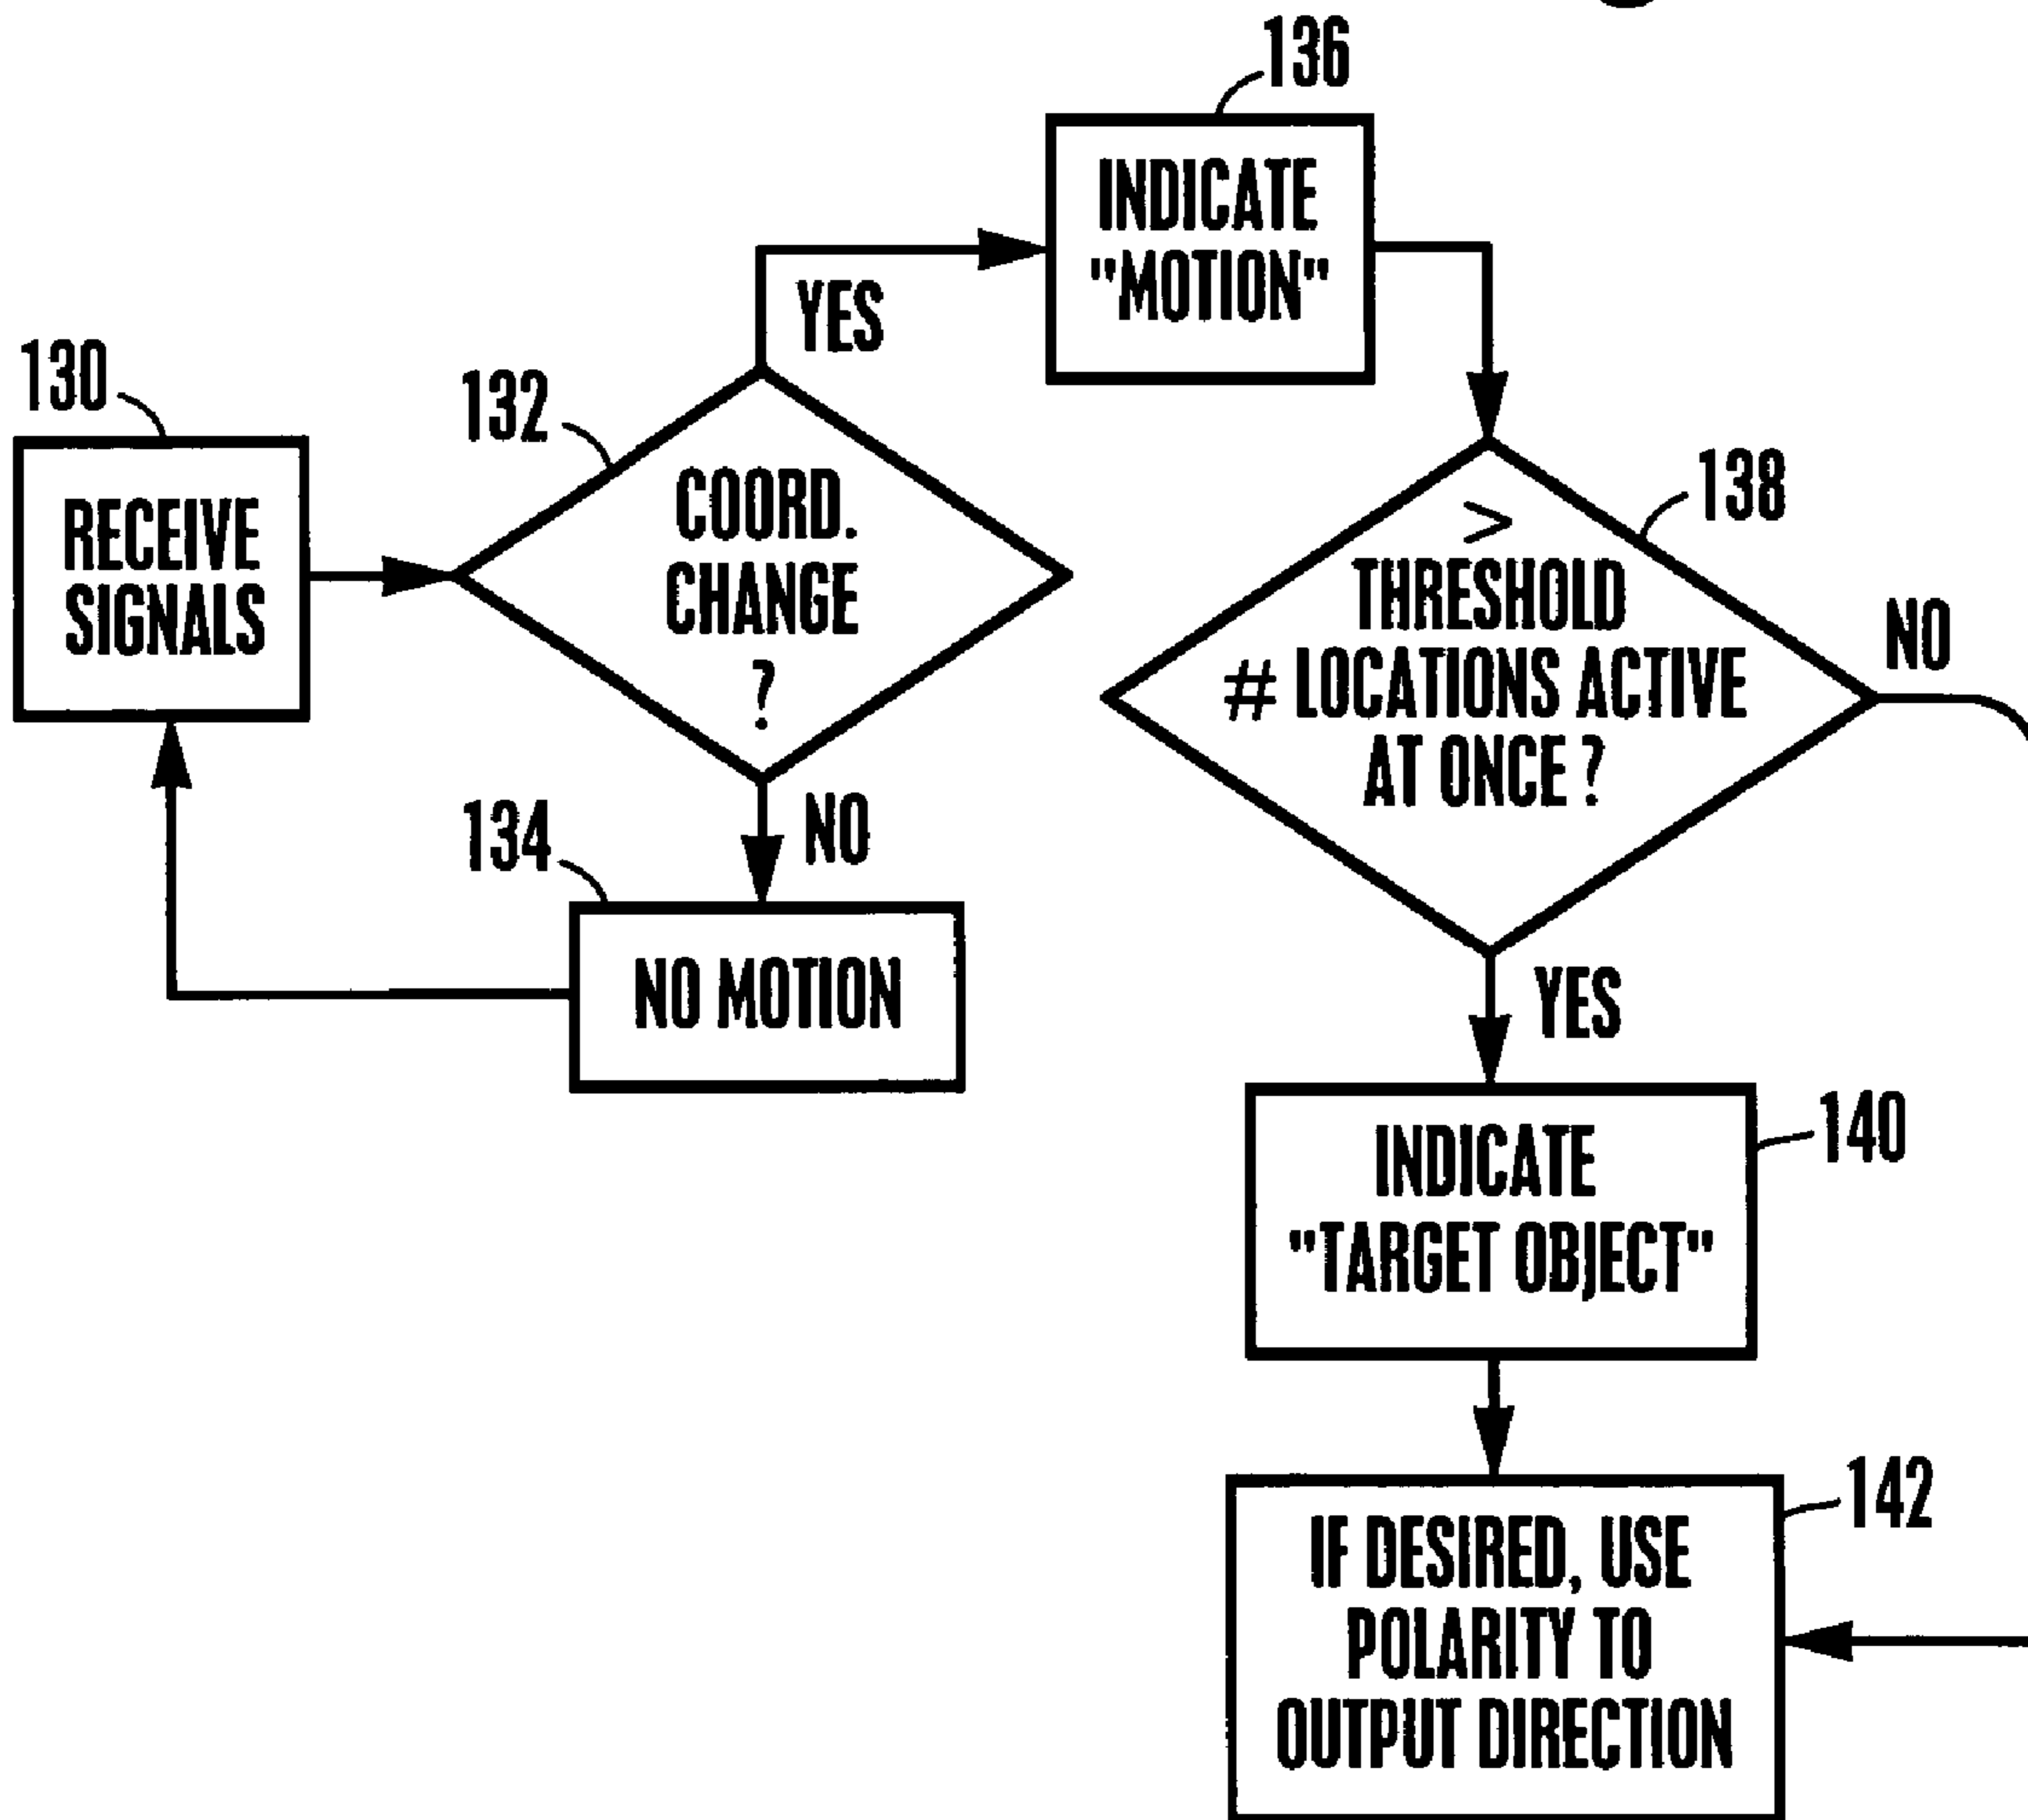 130
RECEIVE
SIGNALS
132
COORD.
CHANGE
?
YES
NO
134
NO MOTION
136
INDICATE
"MOTION"
138
>
THRESHOLD
# LOCATIONS ACTIVE
AT ONCE ?
NO
YES
140
INDICATE
"TARGET OBJECT"
142
IF DESIRED, USE
POLARITY TO
OUTPUT DIRECTION